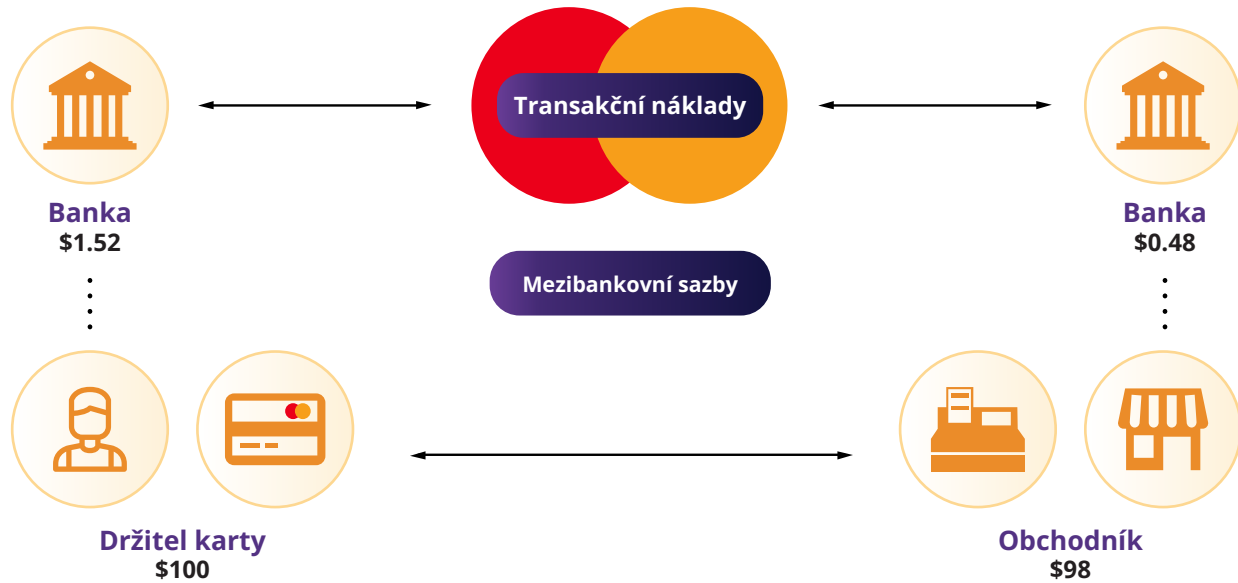 Transakční náklady
Banka
$1.52
Banka
$0.48
Mezibankovní sazby
Držitel karty
$100
Obchodník
$98